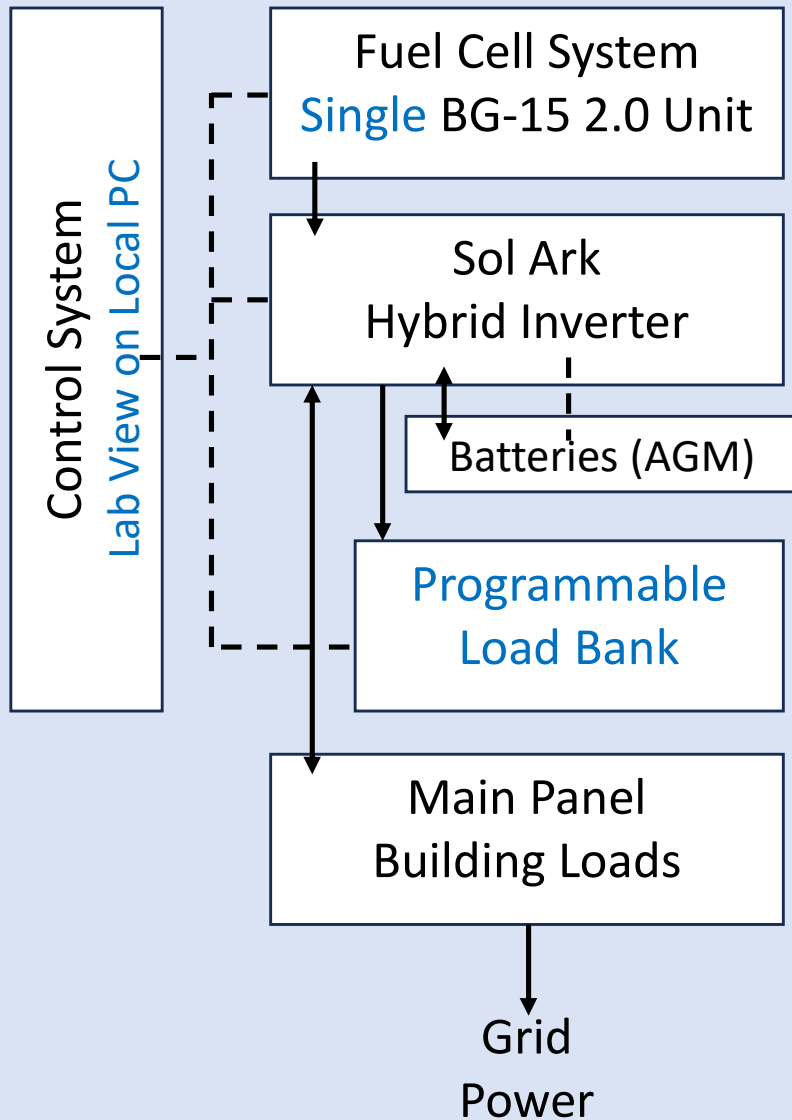 Control System
Lab View on Local PC
Fuel Cell System
Single BG-15 2.0 Unit
Sol Ark
Hybrid Inverter
Batteries (AGM)
Programmable
Load Bank
Main Panel
Building Loads
Grid
Power